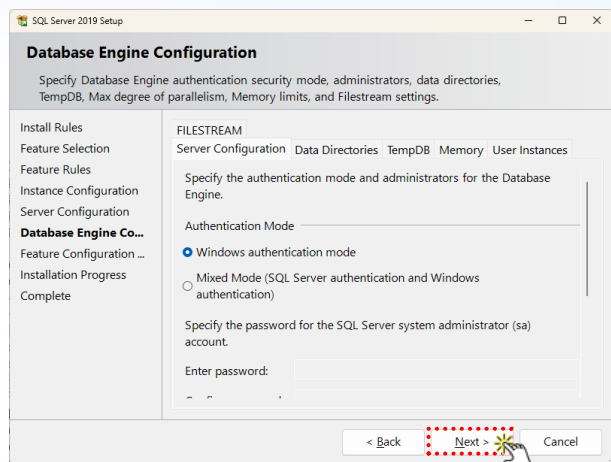 SQL Server 2019 Setup
Database Engine Configuration
Specify Database Engine authentication security mode, administrators, data directories,
TempDB, Max degree of parallelism, Memory limits, and Filestream settings.
Install Rules
Feature Selection
Feature Rules
Instance Configuration
Server Configuration
Database Engine Co...
Feature Configuration ...
Installation Progress
Complete
FILESTREAM
Server Configuration Data Directories TempDB Memory User Instances
Specify the authentication mode and administrators for the Database
Engine.
Authentication Mode
Windows authentication mode
Mixed Mode (SQL Server authentication and Windows
authentication)
Specify the password for the SQL Server system administrator (sa)
account.
Enter password:
< Back Next > Cancel